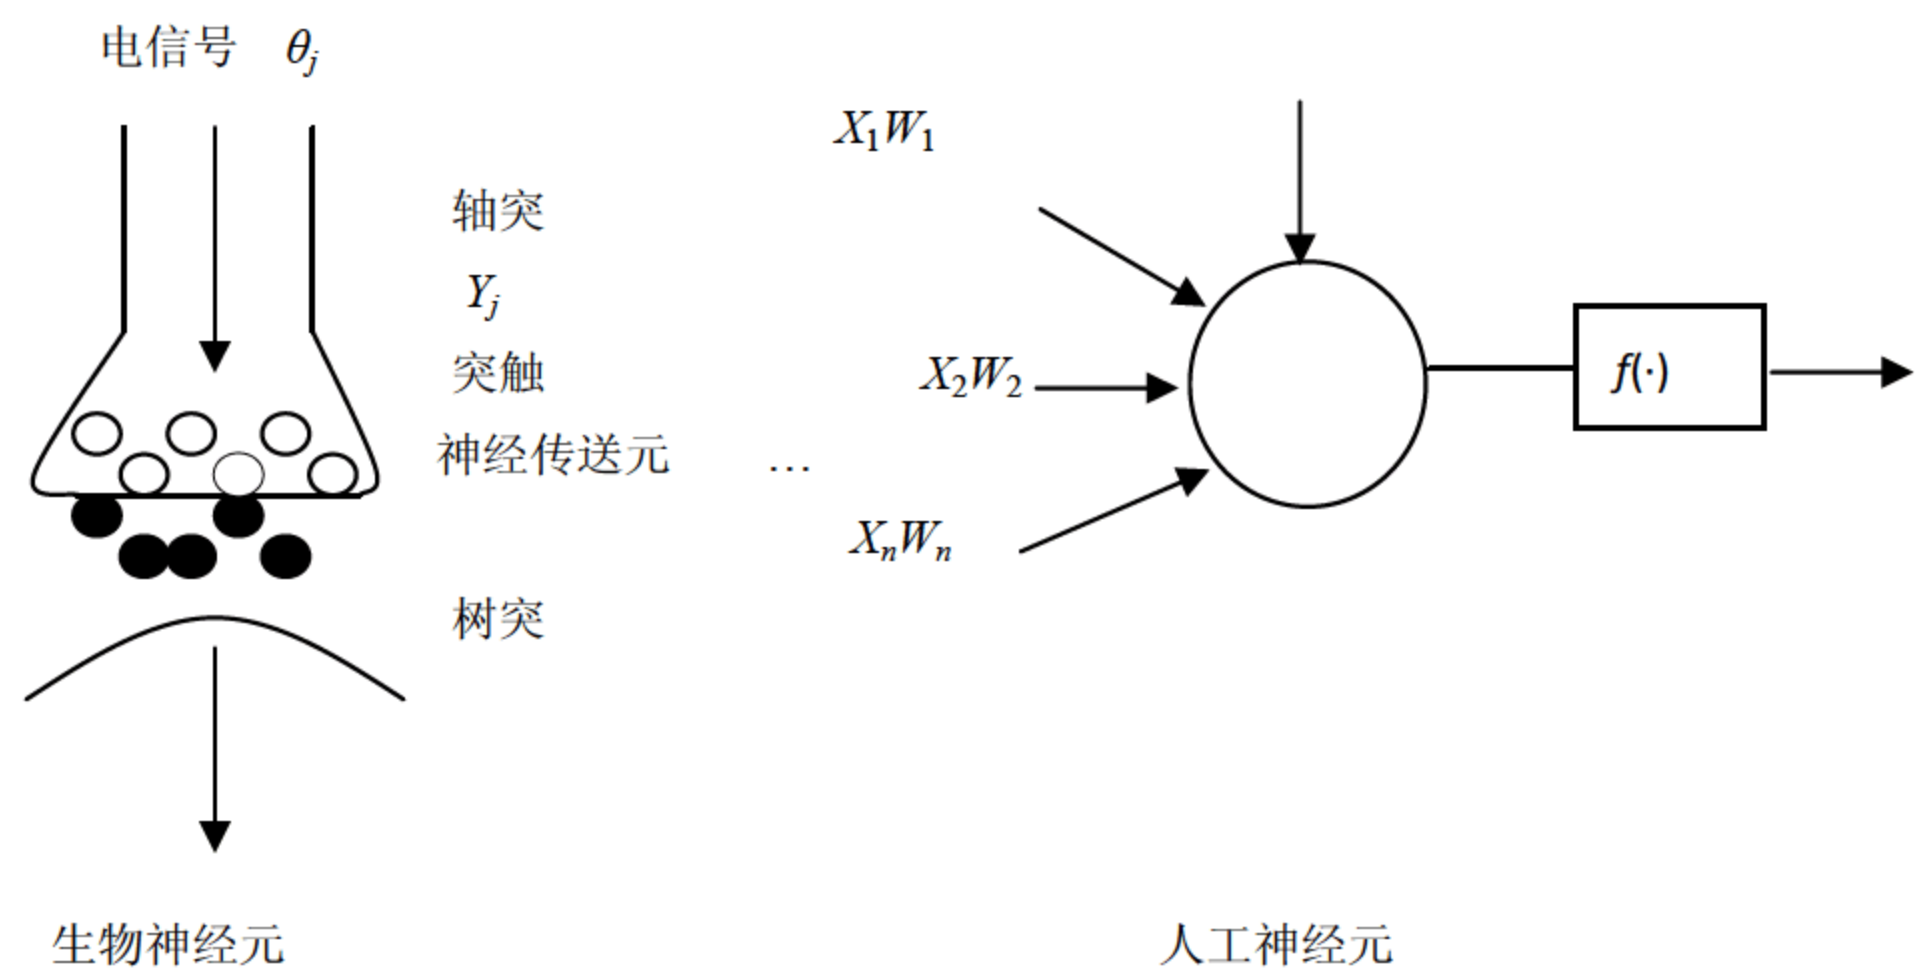 电信号 θj
轴突
Yj
突触
神经传送元 …
树突
生物神经元
X1W1
X2W2
XnWn
f(·)
人工神经元